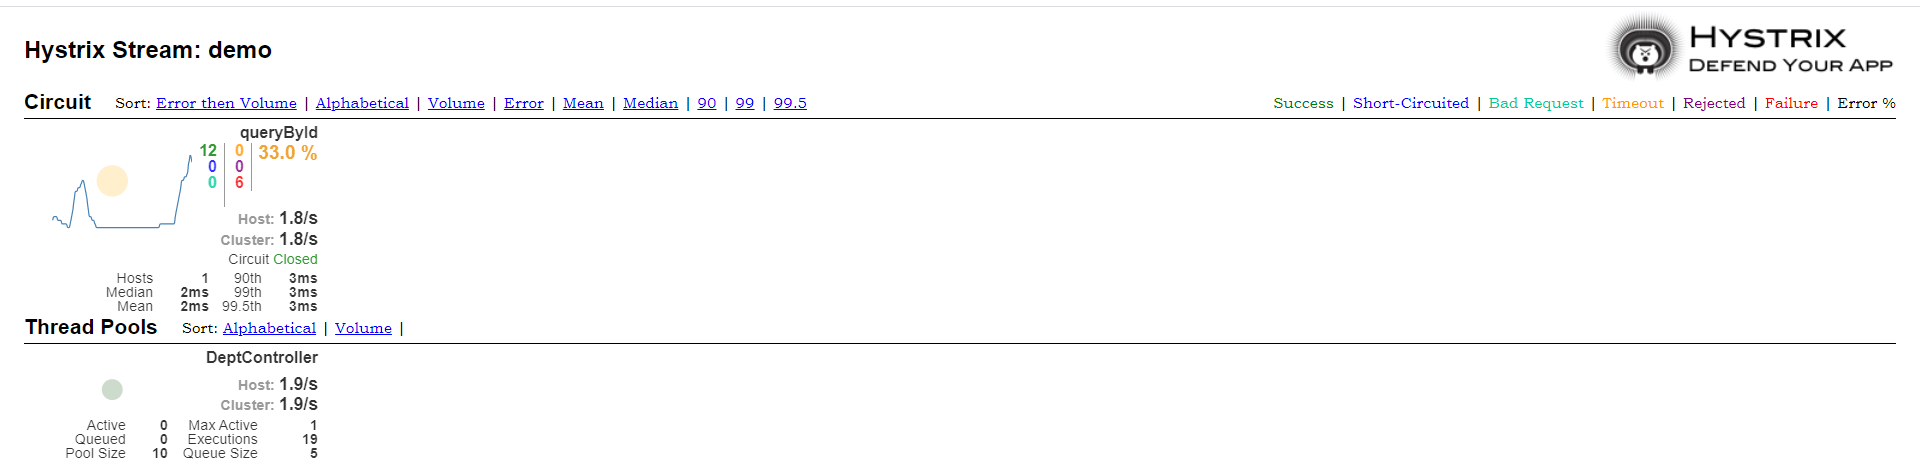 Hystrix Stream: demo
HYSTRIX
DEFEND YOUR APP
Circuit Sort: Error then Volume | Alphabetical | Volume | Error | Mean | Median | 90 | 99 | 99.5
Success | Short-Circuited | Bad Request | Timeout | Rejected | Failure | Error %
queryById
12 0 33.0 %
0 0
0 6
Host: 1.8/s
Cluster: 1.8/s
Circuit Closed
Hosts 1 90th 3ms
Median 2ms 99th 3ms
Mean 2ms 99.5th 3ms
Thread Pools Sort: Alphabetical | Volume |
DeptController
Host: 1.9/s
Cluster: 1.9/s
Active 0 Max Active 1
Queued 0 Executions 19
Pool Size 10 Queue Size 5